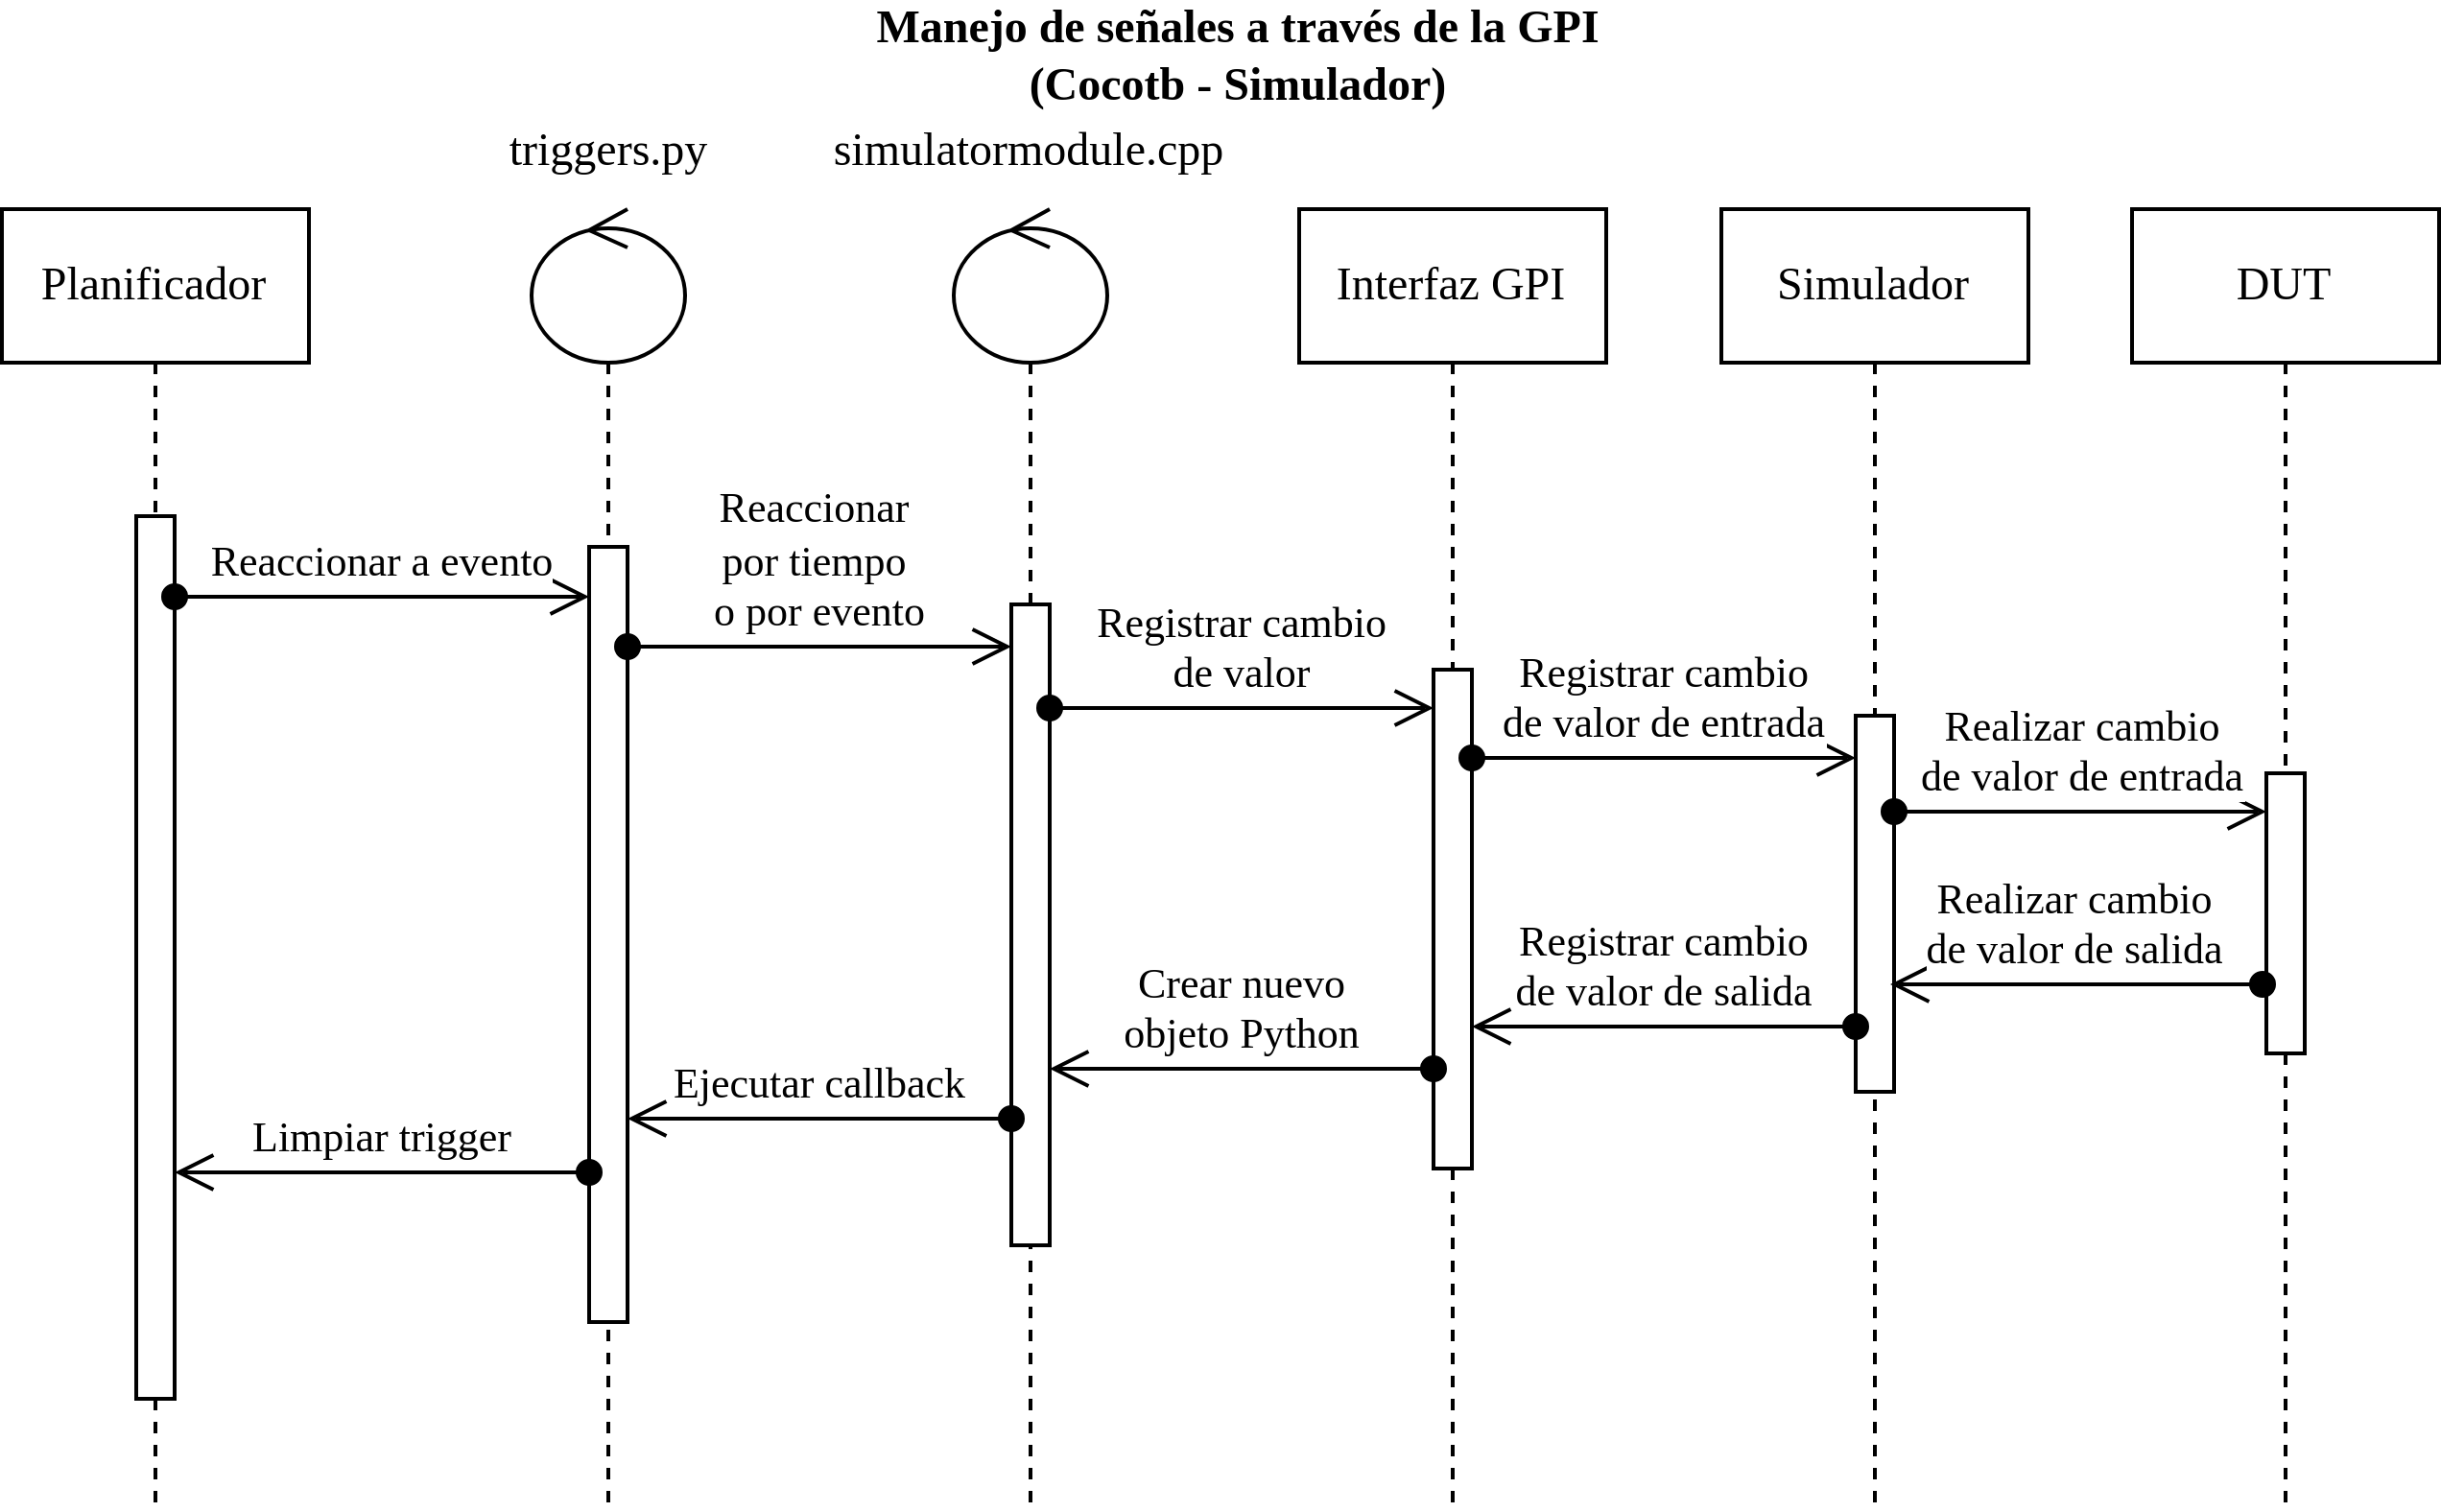 Manejo de señales a través de la GPI
(Cocotb - Simulador)
triggers.py
simulatormodule.cpp
Planificador
Interfaz GPI
Simulador
DUT
Reaccionar a evento
Reaccionar
por tiempo
o por evento
Registrar cambio
de valor
Registrar cambio
de valor de entrada
Realizar cambio
de valor de entrada
Realizar cambio
de valor de salida
Registrar cambio
de valor de salida
Crear nuevo
objeto Python
Ejecutar callback
Limpiar trigger